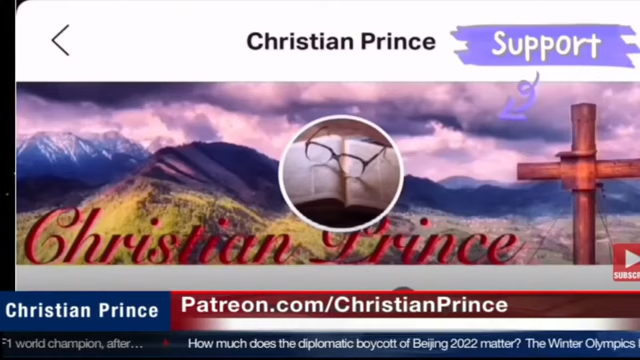 Christian Prince
Support
Christian Prince
SUBSCRI
Christian Prince
Patreon.com/ChristianPrince
F1 world champion, after… How much does the diplomatic boycott of Beijing 2022 matter? The Winter Olympics